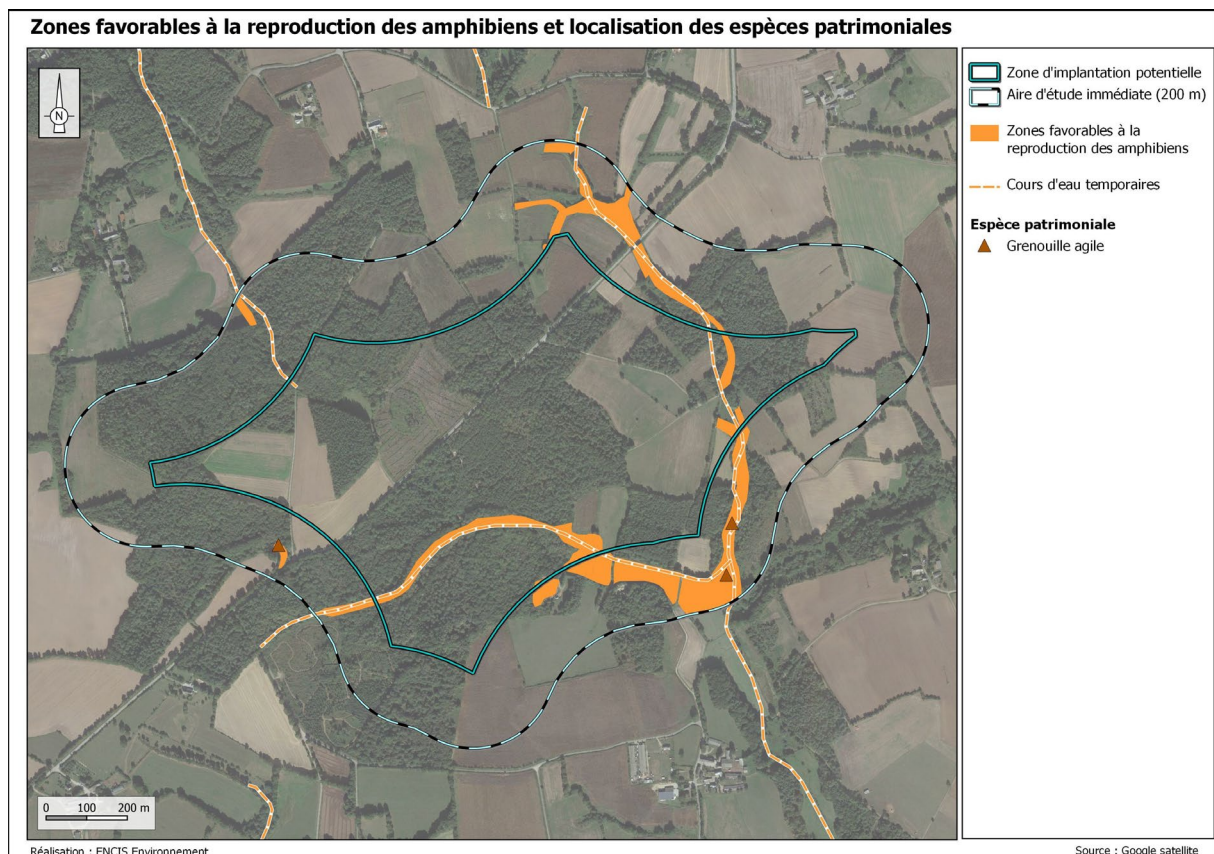 Zones favorables à la reproduction des amphibiens et localisation des espèces patrimoniales
N
Zone d'implantation potentielle
Aire d'étude immédiate (200 m)
Zones favorables à la
reproduction des amphibiens
Cours d'eau temporaires
Espèce patrimoniale
Grenouille agile
0 100 200 m
Réalisation : ENCIS Environnement
Source : Google satellite